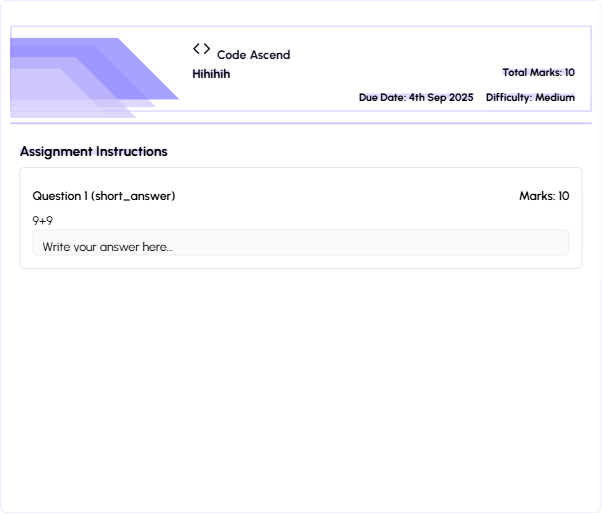 Code Ascend
Hihihih
Total Marks: 10
Due Date: 4th Sep 2025 Difficulty: Medium
Assignment Instructions
Question 1 (short_answer) Marks: 10
9+9
Write your answer here...